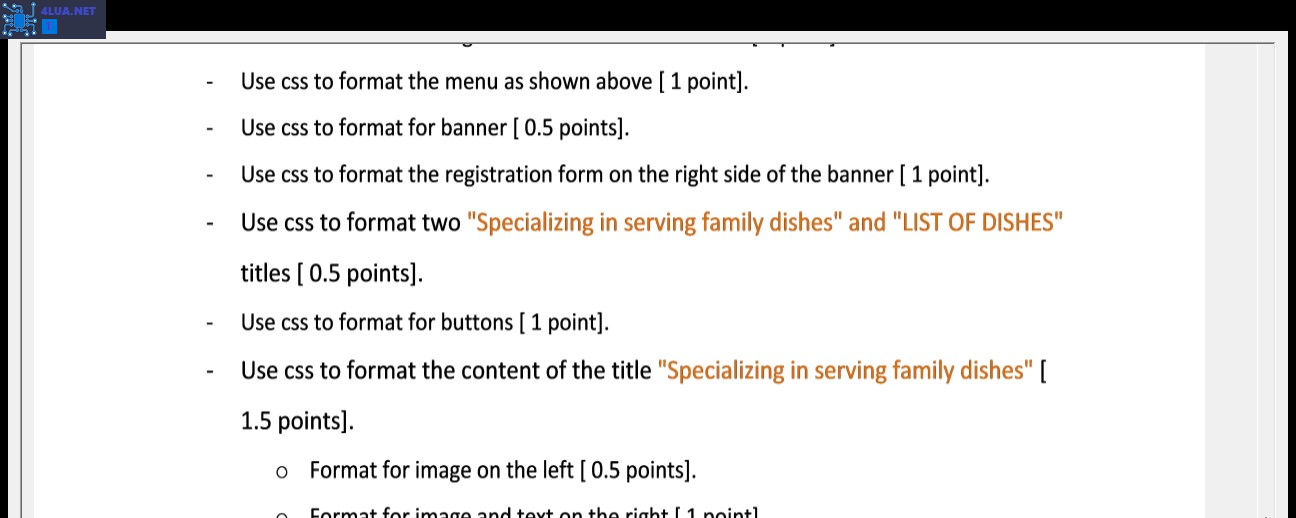 4LUA.NET
- Use css to format the menu as shown above [ 1 point].
- Use css to format for banner [ 0.5 points].
- Use css to format the registration form on the right side of the banner [ 1 point].
- Use css to format two "Specializing in serving family dishes" and "LIST OF DISHES"
titles [ 0.5 points].
- Use css to format for buttons [ 1 point].
- Use css to format the content of the title "Specializing in serving family dishes" [
1.5 points].
o Format for image on the left [ 0.5 points].
o Format for image and text on the right [ 1 point]